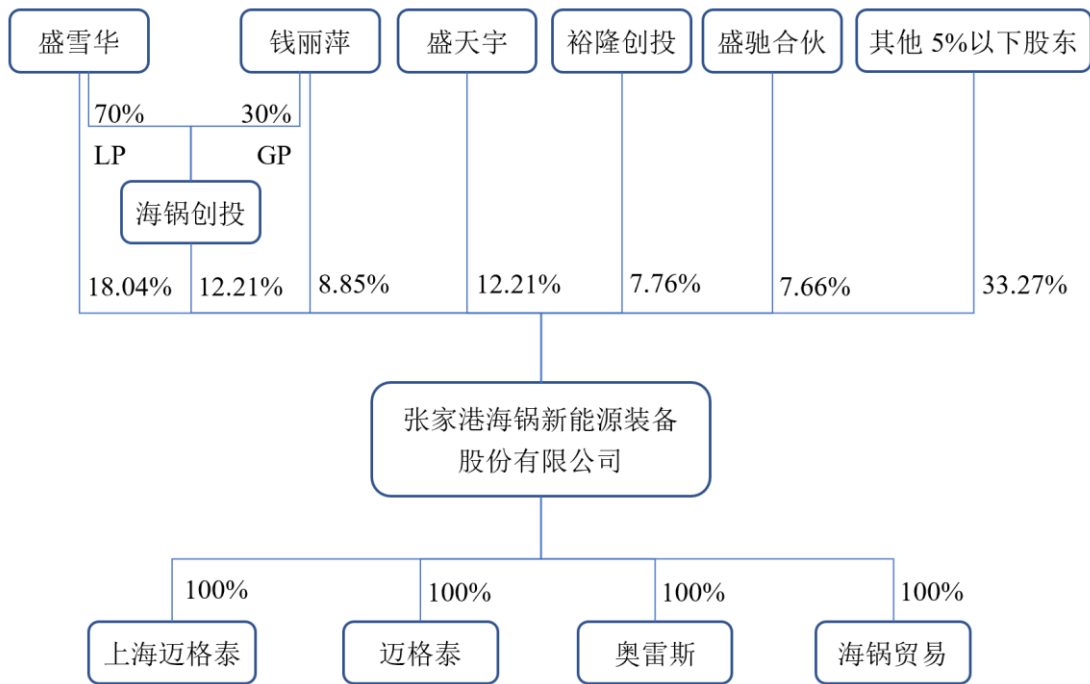 盛雪华
钱丽萍
盛天宇
裕隆创投
盛驰合伙
其他 5%以下股东
70%
30%
LP
GP
海锅创投
18.04%
12.21%
8.85%
12.21%
7.76%
7.66%
33.27%
张家港海锅新能源装备
股份有限公司
100%
100%
100%
100%
上海迈格泰
迈格泰
奥雷斯
海锅贸易